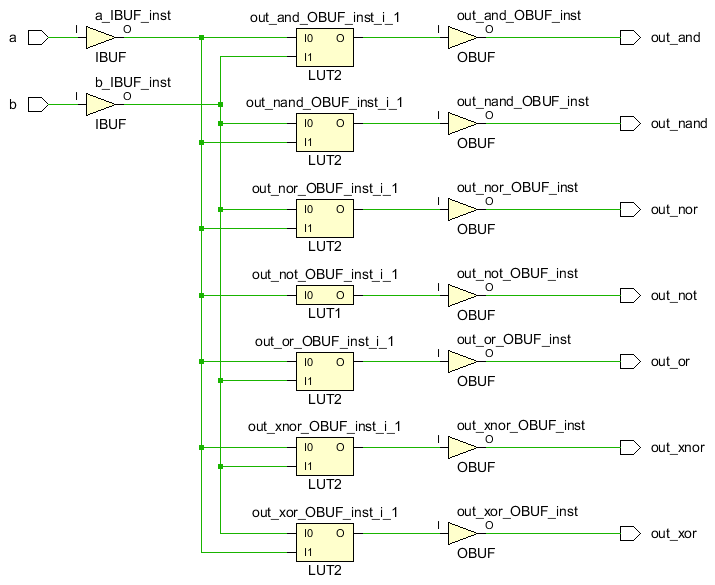 a_IBUF_inst out_and_OBUF_inst_i_1 out_and_OBUF_inst
a I O I0 O I O out_and
IBUF I1 OBUF
LUT2
b_IBUF_inst out_nand_OBUF_inst_i_1 out_nand_OBUF_inst
b I O I0 O I O out_nand
IBUF I1 OBUF
LUT2
out_nor_OBUF_inst_i_1 out_nor_OBUF_inst
I0 O I O out_nor
I1 OBUF
LUT2
out_not_OBUF_inst_i_1 out_not_OBUF_inst
I0 O I O out_not
LUT1 OBUF
out_or_OBUF_inst_i_1 out_or_OBUF_inst
I0 O I O out_or
I1 OBUF
LUT2
out_xnor_OBUF_inst_i_1 out_xnor_OBUF_inst
I0 O I O out_xnor
I1 OBUF
LUT2
out_xor_OBUF_inst_i_1 out_xor_OBUF_inst
I0 O I O out_xor
I1 OBUF
LUT2